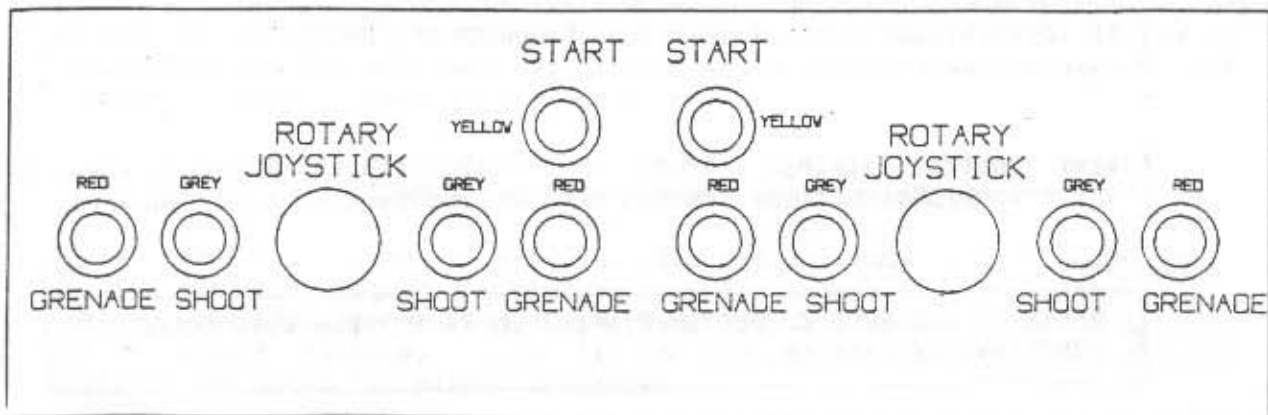 START START
YELLOW YELLOW
ROTARY JOYSTICK
ROTARY JOYSTICK
RED GREY GREY RED RED GREY GREY RED
GRENADE SHOOT SHOOT GRENADE GRENADE SHOOT SHOOT GRENADE